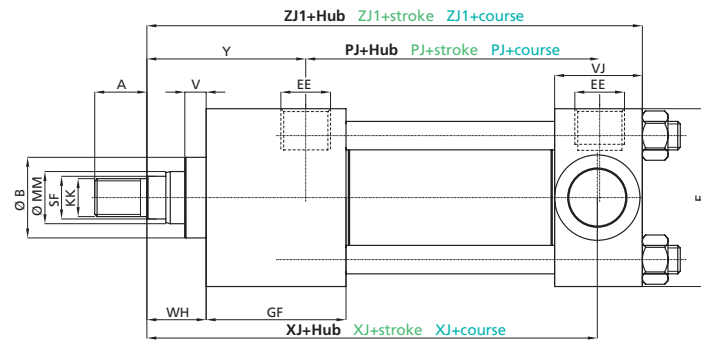 ZJ1+Hub ZJ1+stroke ZJ1+course
Y PJ+Hub PJ+stroke PJ+course
A V EE VJ
EE
Ø B Ø MM SF KK E
WH GF
XJ+Hub XJ+stroke XJ+course